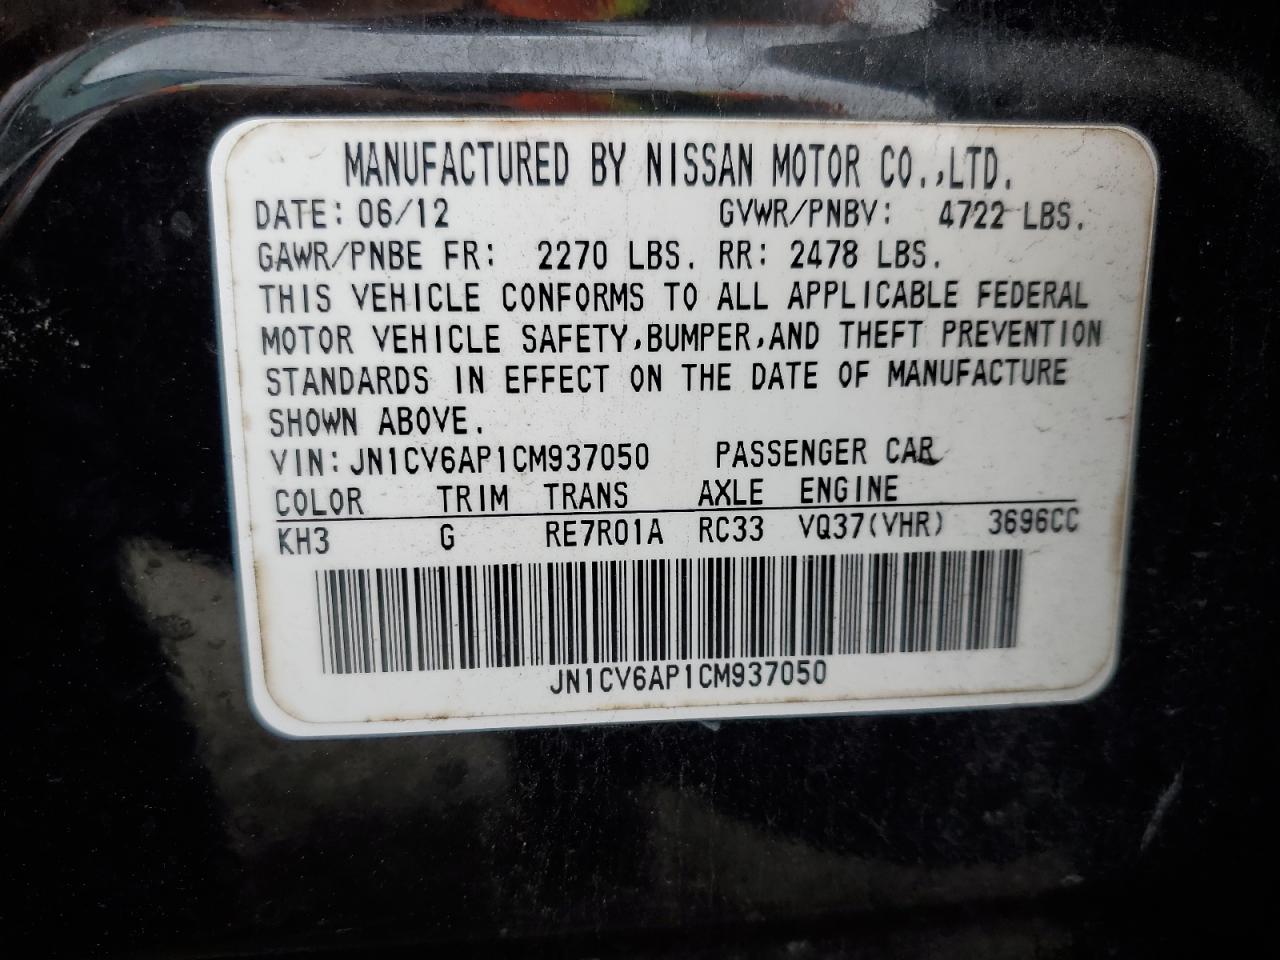 MANUFACTURED BY NISSAN MOTOR CO.,LTD.
DATE: 06/12 GVWR/PNBV: 4722 LBS.
GAWR/PNBE FR: 2270 LBS. RR: 2478 LBS.
THIS VEHICLE CONFORMS TO ALL APPLICABLE FEDERAL
MOTOR VEHICLE SAFETY,BUMPER,AND THEFT PREVENTION
STANDARDS IN EFFECT ON THE DATE OF MANUFACTURE
SHOWN ABOVE.
VIN: JN1CV6AP1CM937050 PASSENGER CAR
COLOR TRIM TRANS AXLE ENGINE
KH3 G RE7R01A RC33 VQ37(VHR) 3696CC
JN1CV6AP1CM937050